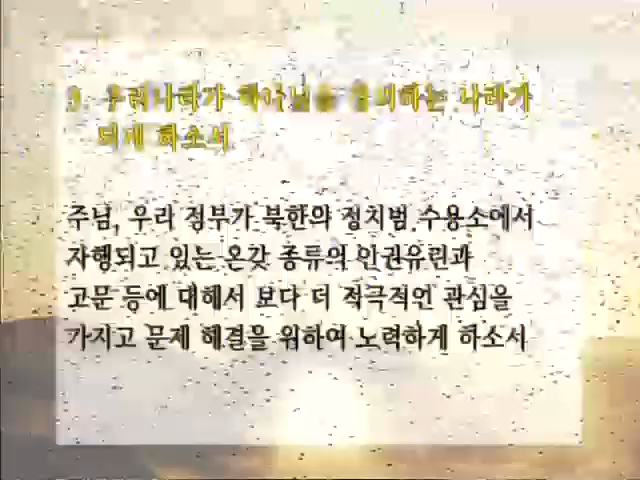 3. 우리나라가 하나님을 경외하는 나라가
되게 하소서
주님, 우리 정부가 북한의 정치범 수용소에서
자행되고 있는 온갖 종류의 인권유린과
고문 등에 대해서 보다 더 적극적인 관심을
가지고 문제 해결을 위하여 노력하게 하소서